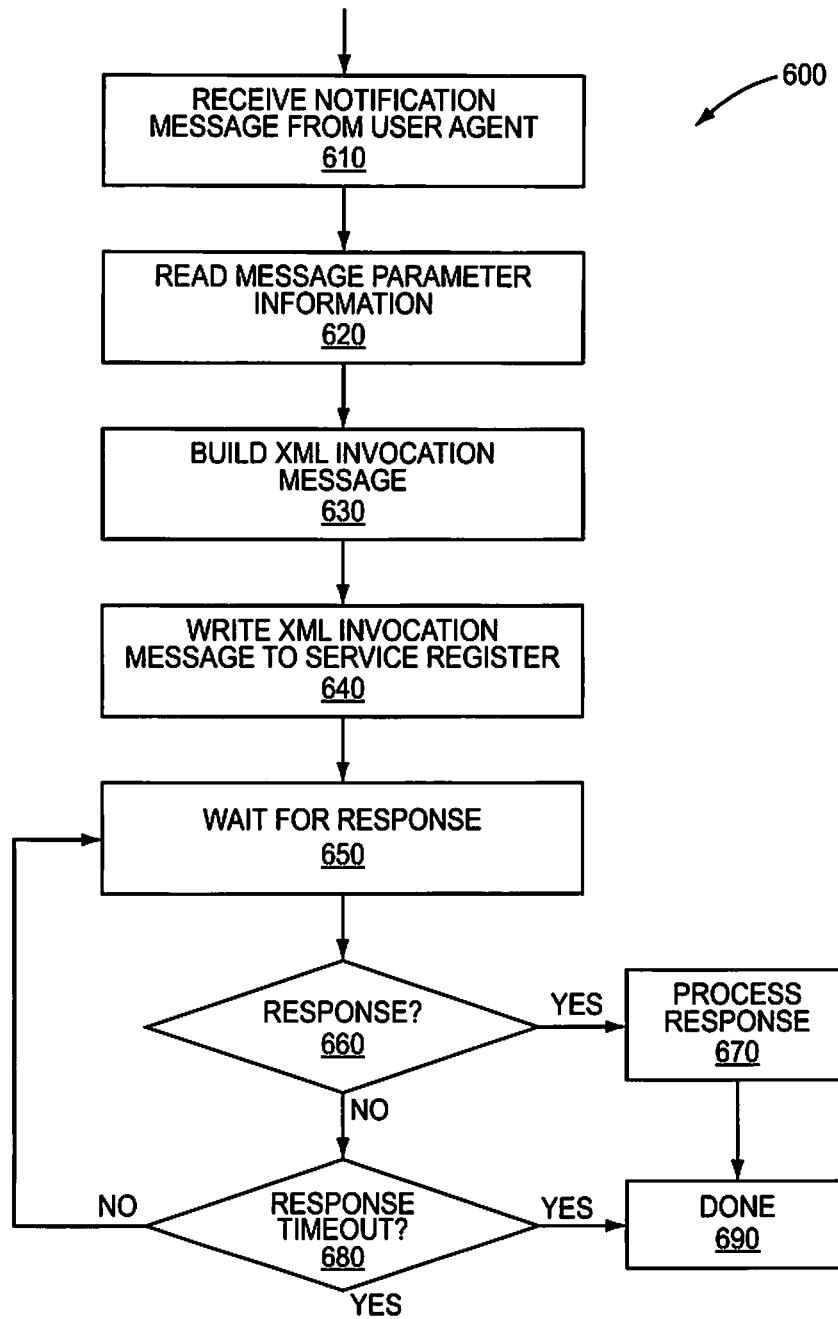 600
RECEIVE NOTIFICATION
MESSAGE FROM USER AGENT
610
READ MESSAGE PARAMETER
INFORMATION
620
BUILD XML INVOCATION
MESSAGE
630
WRITE XML INVOCATION
MESSAGE TO SERVICE REGISTER
640
WAIT FOR RESPONSE
650
RESPONSE?
660
YES
PROCESS
RESPONSE
670
NO
NO
RESPONSE
TIMEOUT?
680
YES
DONE
690
YES